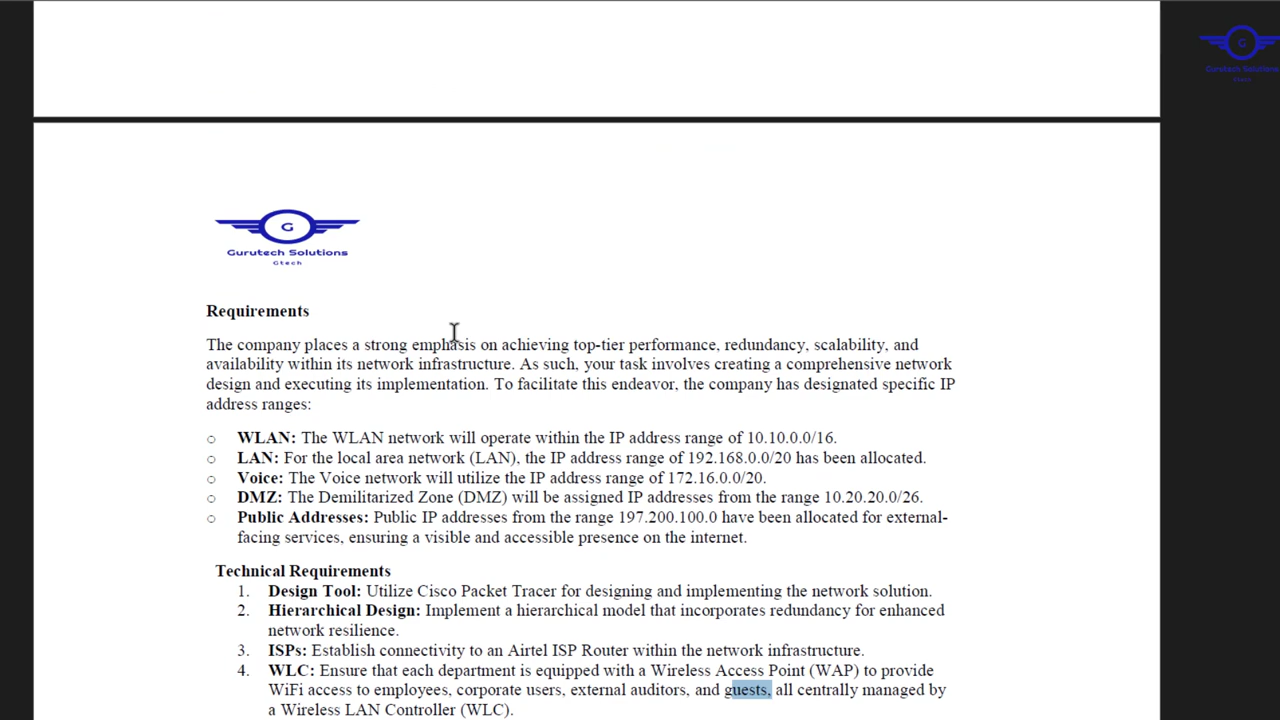 G
Gurutech Solutions
Gtech
G
Gurutech Solutions
Gtech
Requirements
The company places a strong emphasis on achieving top-tier performance, redundancy, scalability, and
availability within its network infrastructure. As such, your task involves creating a comprehensive network
design and executing its implementation. To facilitate this endeavor, the company has designated specific IP
address ranges:
○ WLAN: The WLAN network will operate within the IP address range of 10.10.0.0/16.
○ LAN: For the local area network (LAN), the IP address range of 192.168.0.0/20 has been allocated.
○ Voice: The Voice network will utilize the IP address range of 172.16.0.0/20.
○ DMZ: The Demilitarized Zone (DMZ) will be assigned IP addresses from the range 10.20.20.0/26.
○ Public Addresses: Public IP addresses from the range 197.200.100.0 have been allocated for external-
facing services, ensuring a visible and accessible presence on the internet.
Technical Requirements
1. Design Tool: Utilize Cisco Packet Tracer for designing and implementing the network solution.
2. Hierarchical Design: Implement a hierarchical model that incorporates redundancy for enhanced
network resilience.
3. ISPs: Establish connectivity to an Airtel ISP Router within the network infrastructure.
4. WLC: Ensure that each department is equipped with a Wireless Access Point (WAP) to provide
WiFi access to employees, corporate users, external auditors, and guests, all centrally managed by
a Wireless LAN Controller (WLC).